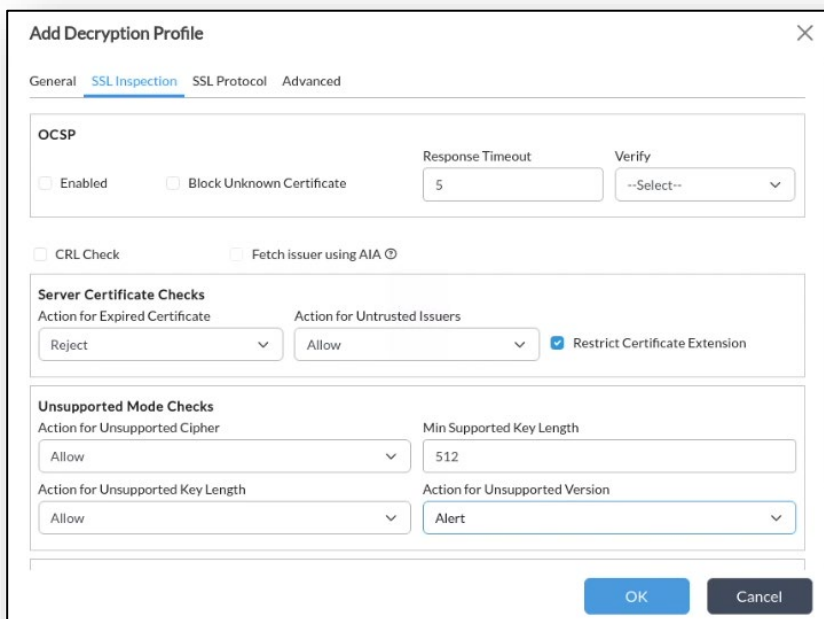 Add Decryption Profile
General SSL Inspection SSL Protocol Advanced
OCSP
Response Timeout Verify
Enabled Block Unknown Certificate 5 --Select--
CRL Check Fetch issuer using AIA
Server Certificate Checks
Action for Expired Certificate Action for Untrusted Issuers
Reject Allow Restrict Certificate Extension
Unsupported Mode Checks
Action for Unsupported Cipher Min Supported Key Length
Allow 512
Action for Unsupported Key Length Action for Unsupported Version
Allow Alert
OK Cancel